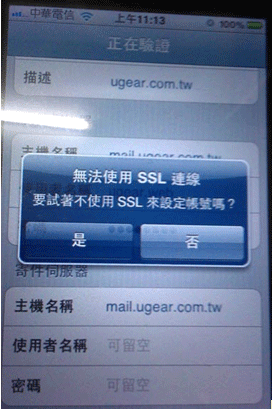 中華電信 上午11:13 100%
正在驗證
描述 ugear.com.tw
主機名稱 mail.ugear.com.tw
無法使用 SSL 連線
要試著不使用 SSL 來設定帳號嗎？
是 否
寄件伺服器
主機名稱 mail.ugear.com.tw
使用者名稱 可留空
密碼 可留空